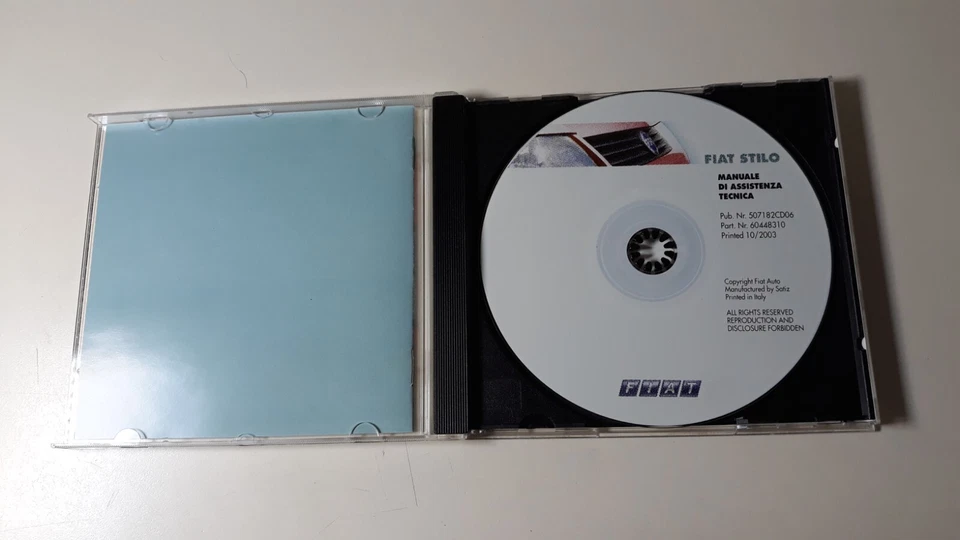 FIAT STILO
MANUALE
DI ASSISTENZA
TECNICA
Pub. Nr. 507182CD06
Part. Nr. 60448310
Printed 10/2003
Copyright Fiat Auto
Manufactured by Satiz
Printed in Italy
ALL RIGHTS RESERVED
REPRODUCTION AND
DISCLOSURE FORBIDDEN
FIAT